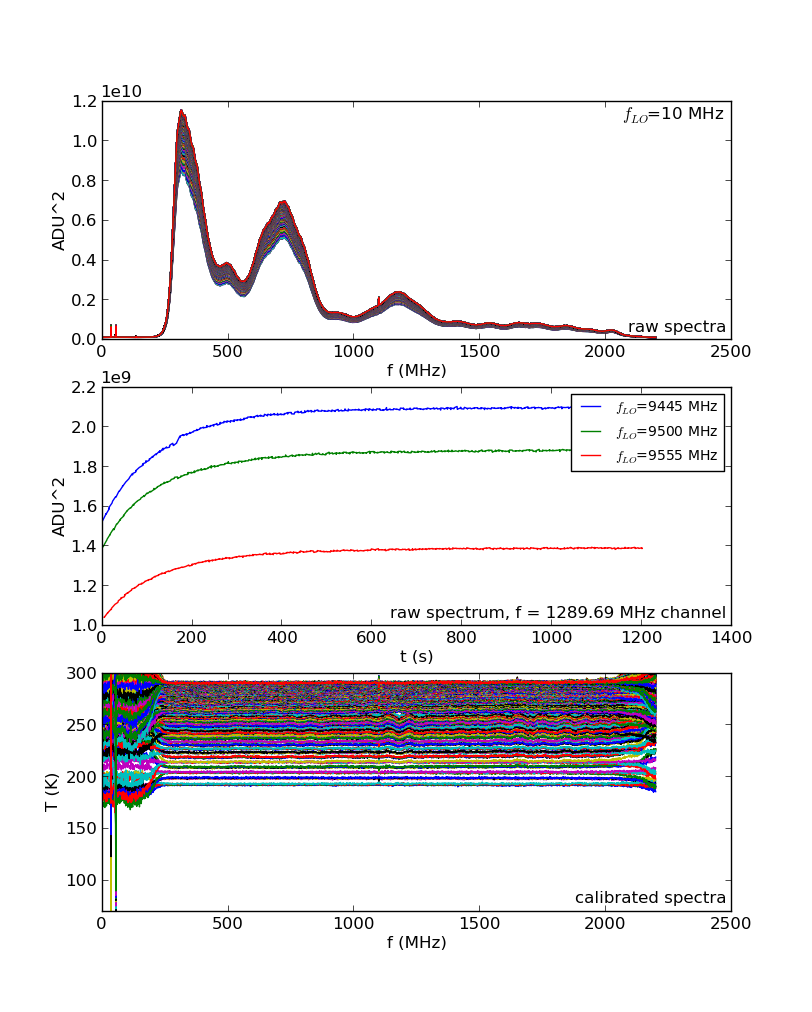 1e10
1.2
1.0
0.8
0.6
0.4
0.2
0.0
ADU^2
f_LO=10 MHz
raw spectra
0 500 1000 1500 2000 2500
f (MHz)
1e9
2.2
2.0
1.8
1.6
1.4
1.2
1.0
ADU^2
f_LO=9445 MHz
f_LO=9500 MHz
f_LO=9555 MHz
raw spectrum, f = 1289.69 MHz channel
0 200 400 600 800 1000 1200 1400
t (s)
300
250
200
150
100
T (K)
calibrated spectra
0 500 1000 1500 2000 2500
f (MHz)